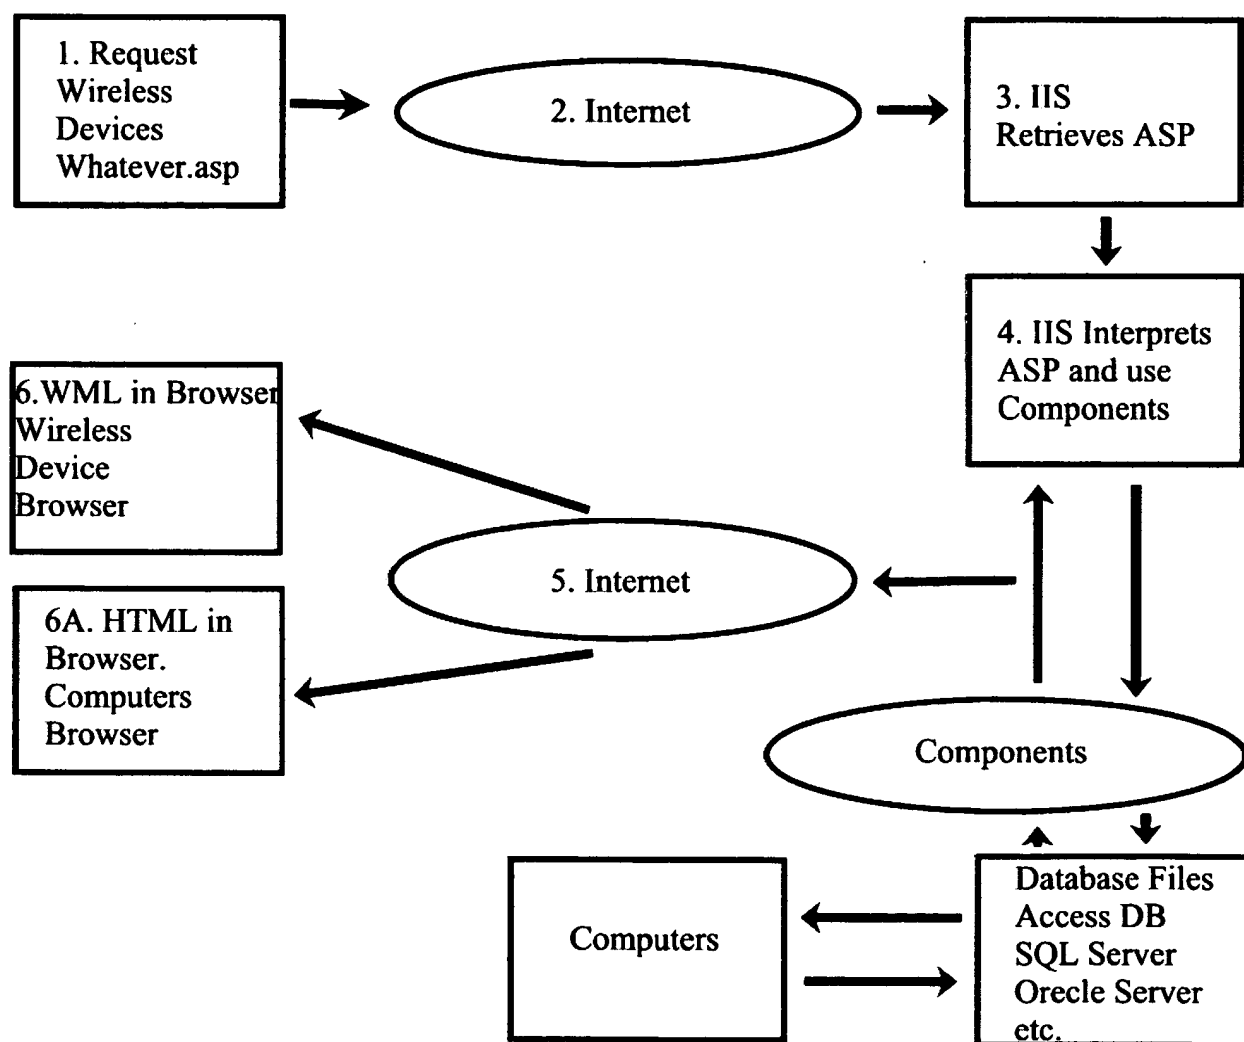 1. Request
Wireless
Devices
Whatever.asp
2. Internet
3. IIS
Retrieves ASP
4. IIS Interprets
ASP and use
Components
6.WML in Browser
Wireless
Device
Browser
5. Internet
6A. HTML in
Browser.
Computers
Browser
Components
Computers
Database Files
Access DB
SQL Server
Orecle Server
etc.